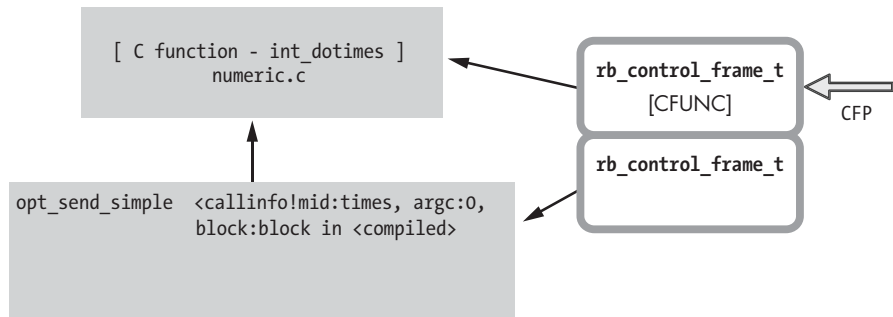 [ C function - int_dotimes ]
numeric.c
rb_control_frame_t
[CFUNC]
CFP
rb_control_frame_t
opt_send_simple <callinfo!mid:times, argc:0,
block:block in <compiled>